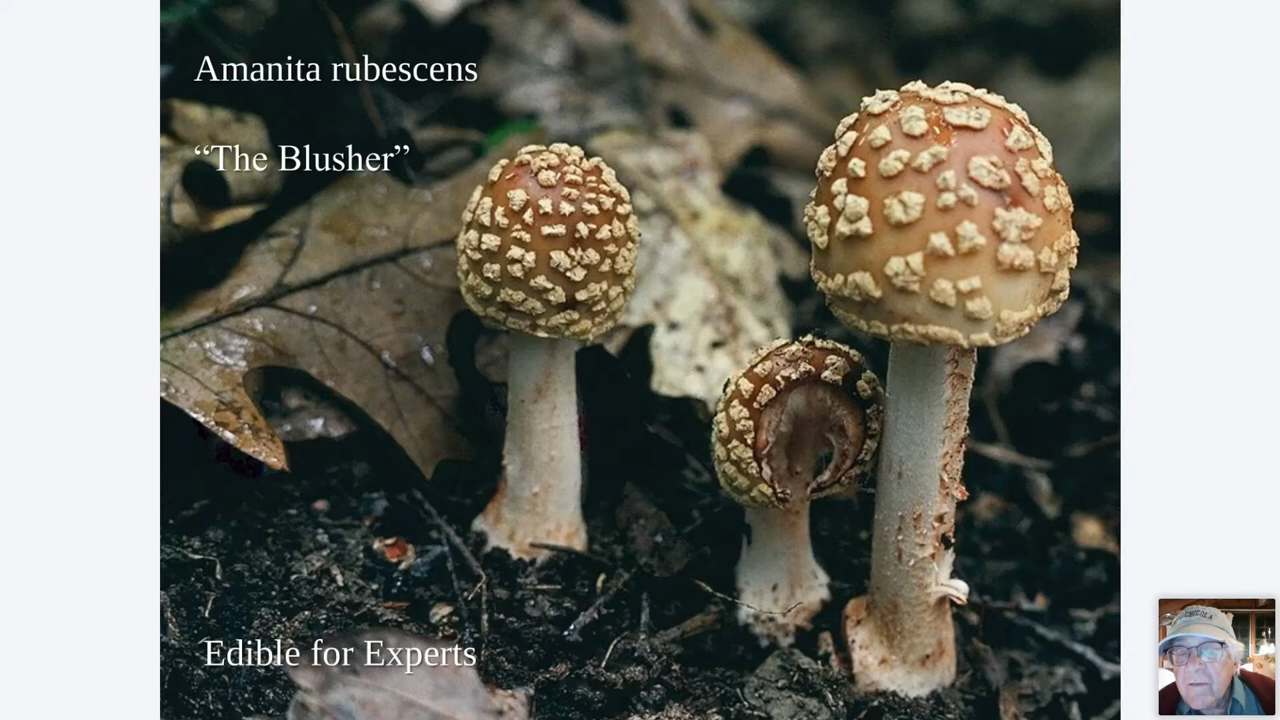 Amanita rubescens
“The Blusher”
Edible for Experts